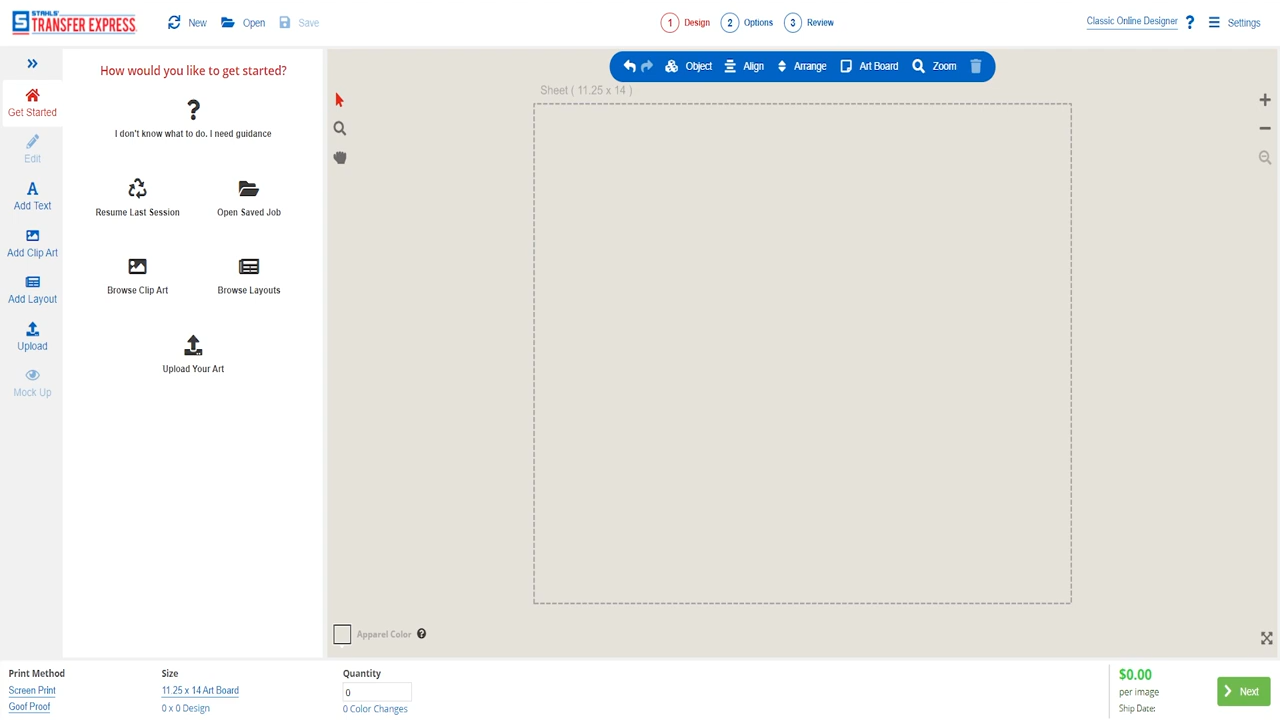 STAHLS'
TRANSFER EXPRESS
New
Open
Save
1 Design
2 Options
3 Review
Classic Online Designer ?
Settings
»
Get Started
Edit
A
Add Text
Add Clip Art
Add Layout
Upload
Mock Up
How would you like to get started?
?
I don't know what to do. I need guidance
Resume Last Session
Open Saved Job
Browse Clip Art
Browse Layouts
Upload Your Art
Object
Align
Arrange
Art Board
Zoom
Sheet ( 11.25 x 14 )
Apparel Color ?
Print Method
Screen Print
Goof Proof
Size
11.25 x 14 Art Board
0 x 0 Design
Quantity
0
0 Color Changes
$0.00
per image
Ship Date:
Next